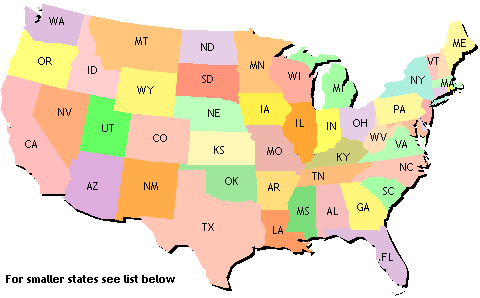 WA
MT
ND
MN
ME
OR
ID
SD
WI
MI
VT
NY
MA
WY
NV
UT
NE
IA
IL
IN
OH
PA
CA
CO
KS
MO
KY
WV
VA
AZ
NM
OK
AR
TN
NC
TX
LA
MS
AL
GA
SC
FL
For smaller states see list below